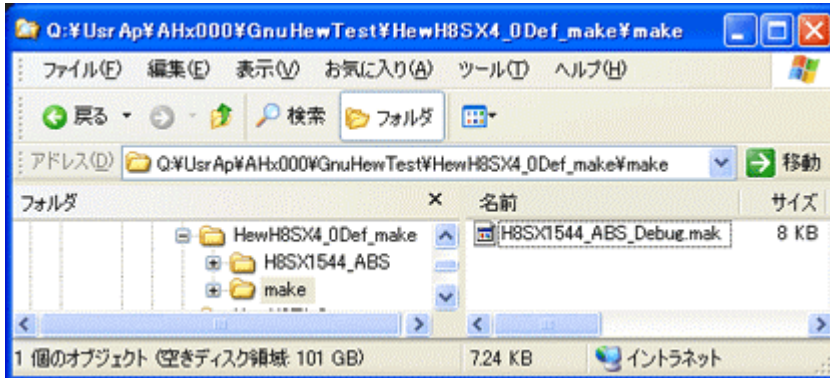 Q:¥UsrAp¥AHx000¥GnuHewTest¥HewH8SX4_0Def_make¥make
ファイル(F) 編集(E) 表示(V) お気に入り(A) ツール(T) ヘルプ(H)
戻る 検索 フォルダ
アドレス(D) Q:¥UsrAp¥AHx000¥GnuHewTest¥HewH8SX4_0Def_make¥make 移動
フォルダ × 名前 サイズ
HewH8SX4_0Def_make H8SX1544_ABS_Debug.mak 8 KB
H8SX1544_ABS
make
1 個のオブジェクト (空きディスク領域: 101 GB) 7.24 KB イントラネット